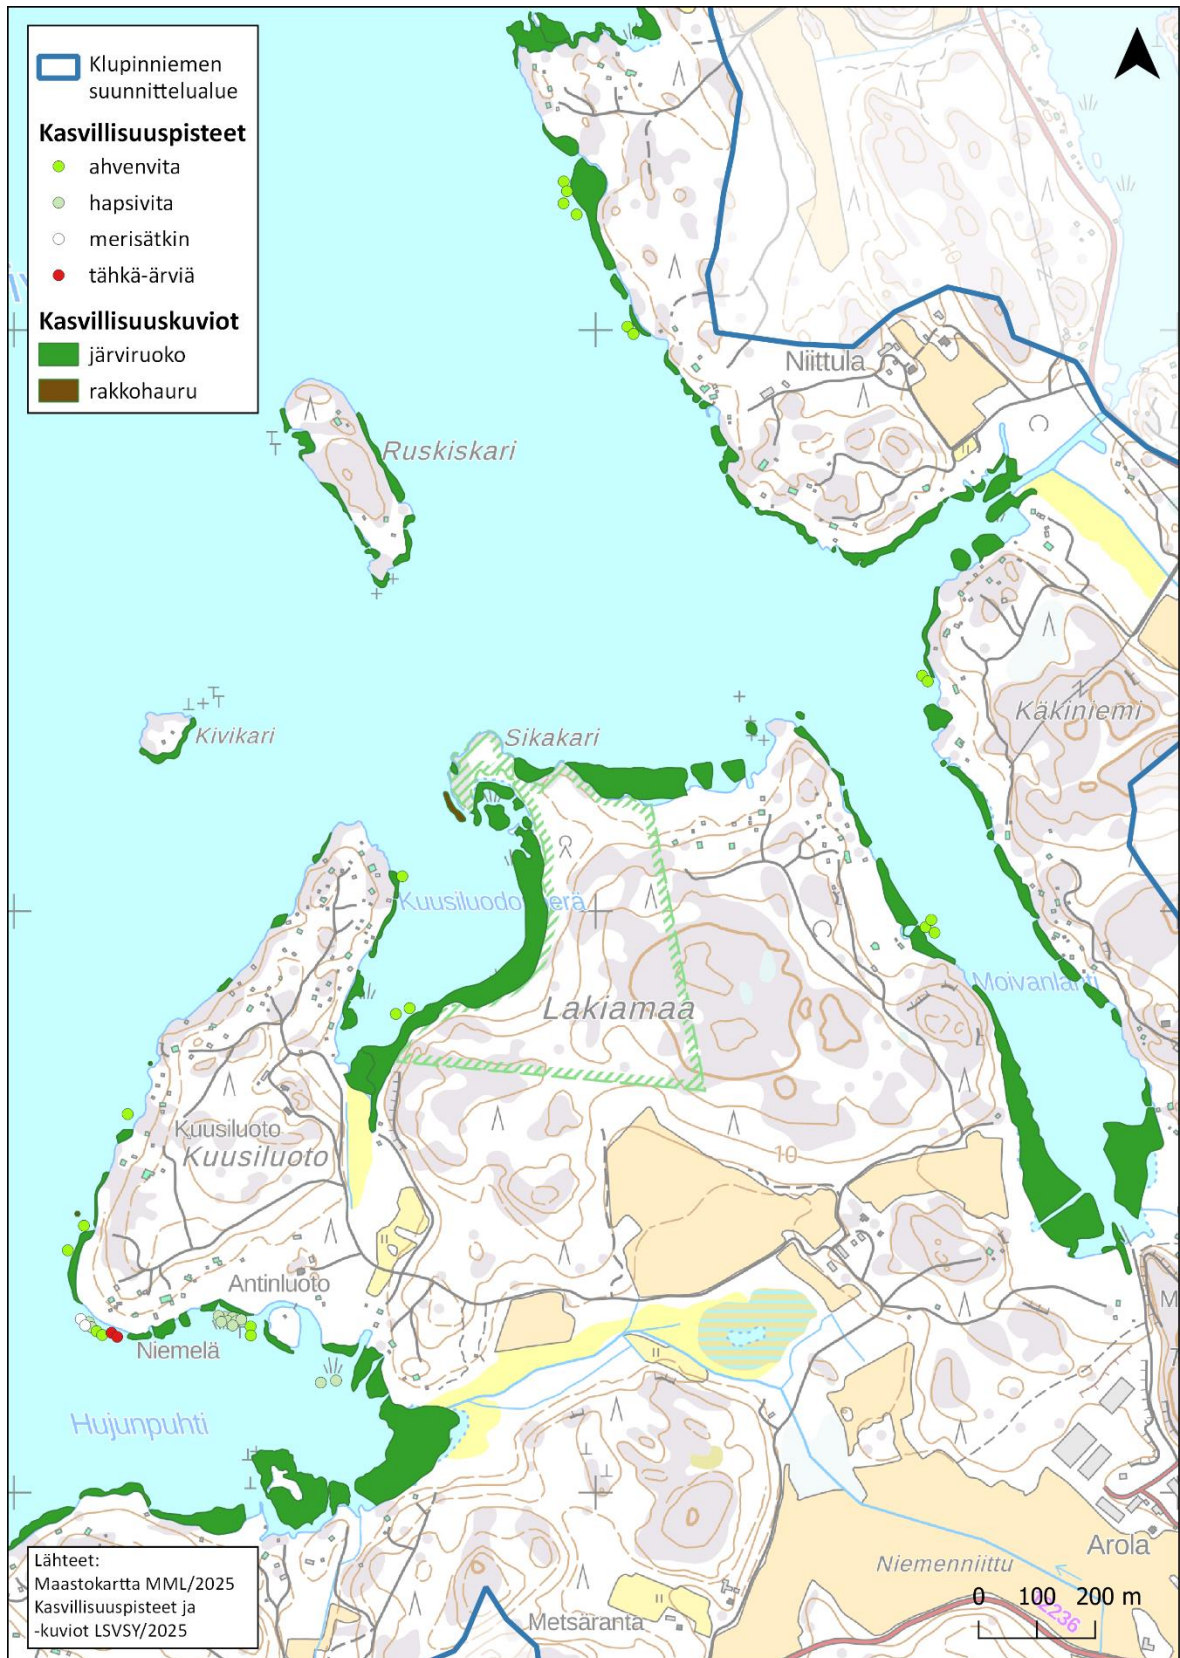 Klupinniemen
suunnittelualue
Kasvillisuuspisteet
ahvenvita
hapsivita
merisätkin
tähkä-ärviä
Kasvillisuuskuviot
järviruoko
rakkohauru
Niittula
Ruskiskari
Käkiniemi
Kivikari
Sikakari
Lakiamaa
Moivanlahti
Kuusiluoto
Kuusiluoto
10
Antinluoto
Niemelä
Hujunpuhti
Arola
Niemenniittu
Metsäranta
Lähteet:
Maastokartta MML/2025
Kasvillisuuspisteet ja
-kuviot LSVSY/2025
0 100 200 m